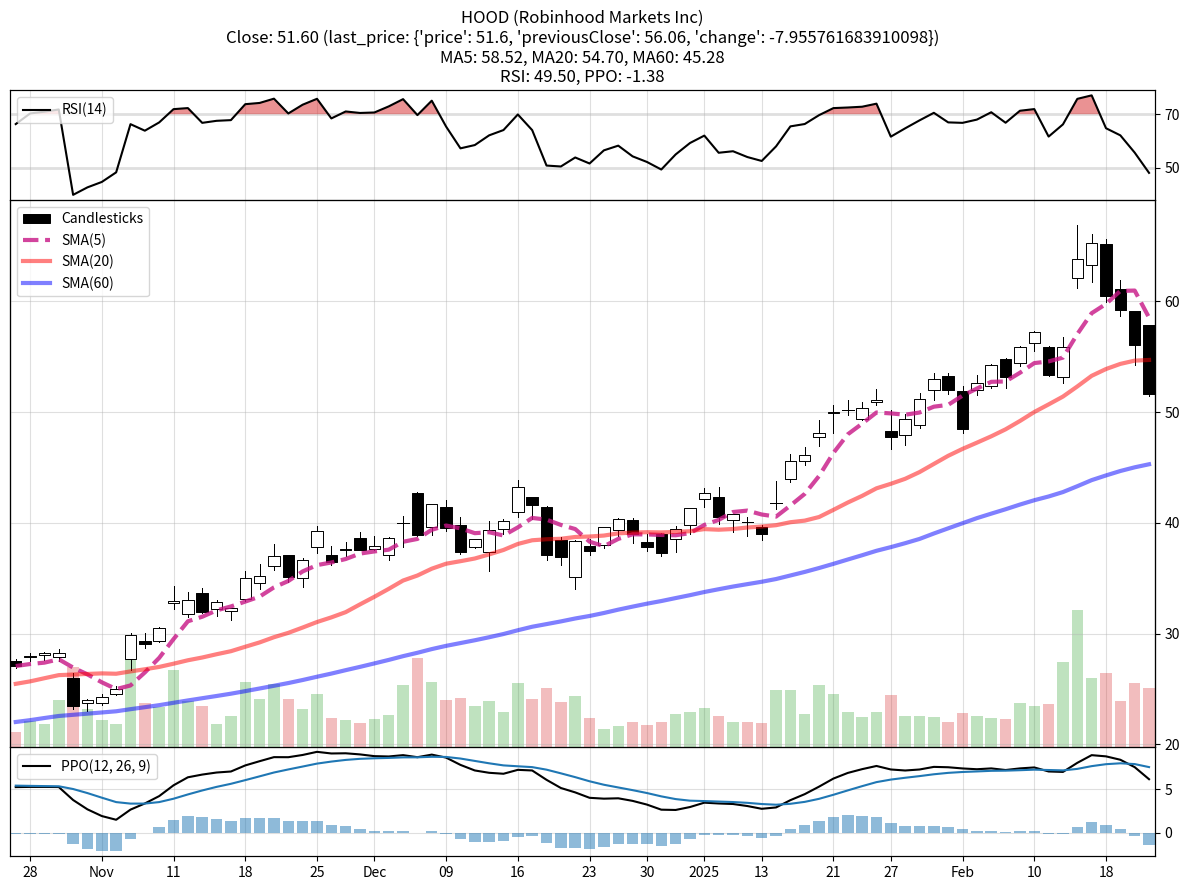 HOOD (Robinhood Markets Inc)
Close: 51.60 (last_price: {'price': 51.6, 'previousClose': 56.06, 'change': -7.955761683910098})
MA5: 58.52, MA20: 54.70, MA60: 45.28
RSI: 49.50, PPO: -1.38
RSI(14)
70
50
Candlesticks
SMA(5)
SMA(20)
SMA(60)
60
50
40
30
20
PPO(12, 26, 9)
5
0
28 Nov 11 18 25 Dec 09 16 23 30 2025 13 21 27 Feb 10 18